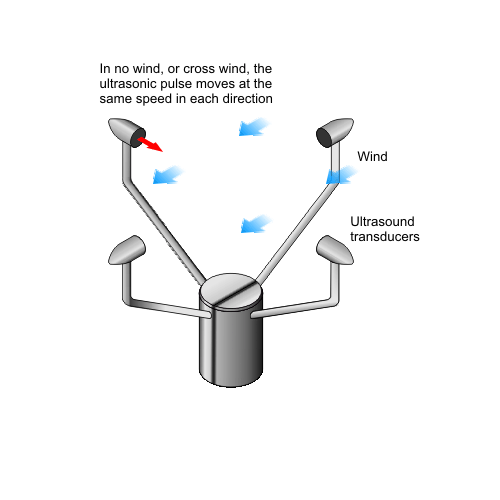 In no wind, or cross wind, the
ultrasonic pulse moves at the
same speed in each direction
Wind
Ultrasound
transducers